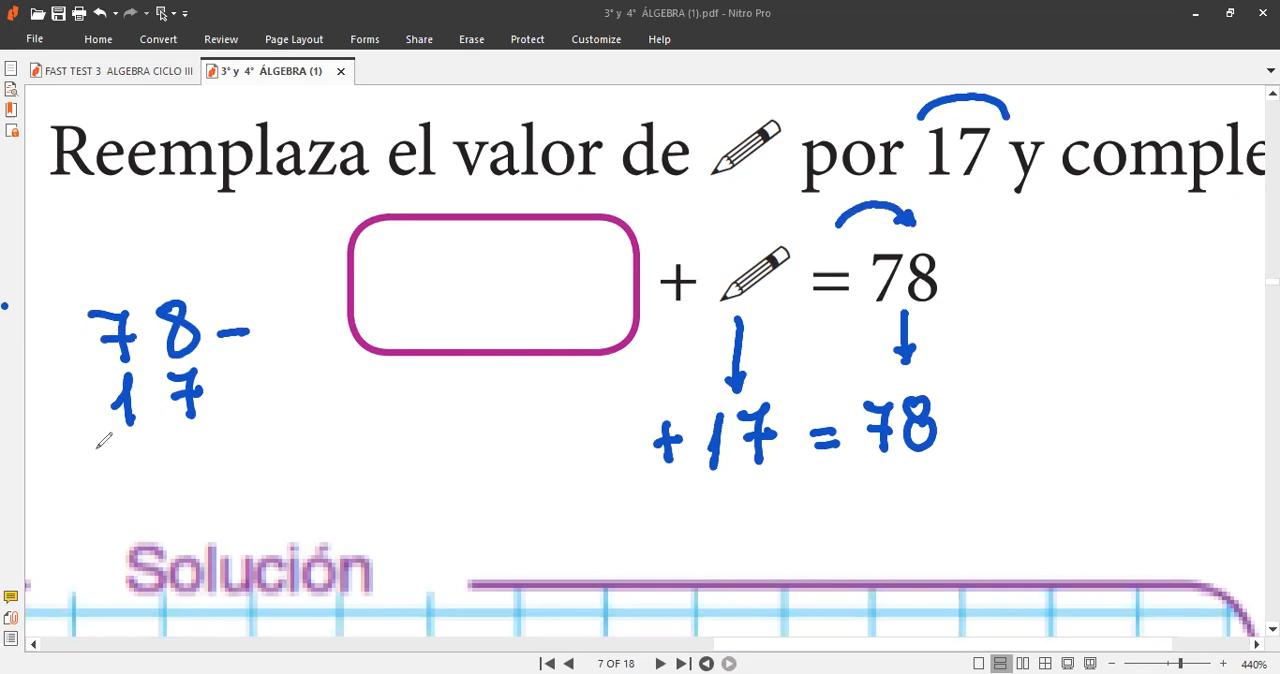 3° y 4° ÁLGEBRA (1).pdf - Nitro Pro
File Home Convert Review Page Layout Forms Share Erase Protect Customize Help
FAST TEST 3 ALGEBRA CICLO III
3° y 4° ÁLGEBRA (1)
Reemplaza el valor de por 17 y comple
+ = 78
78-
17
+17=78
Solución
7 OF 18
440%